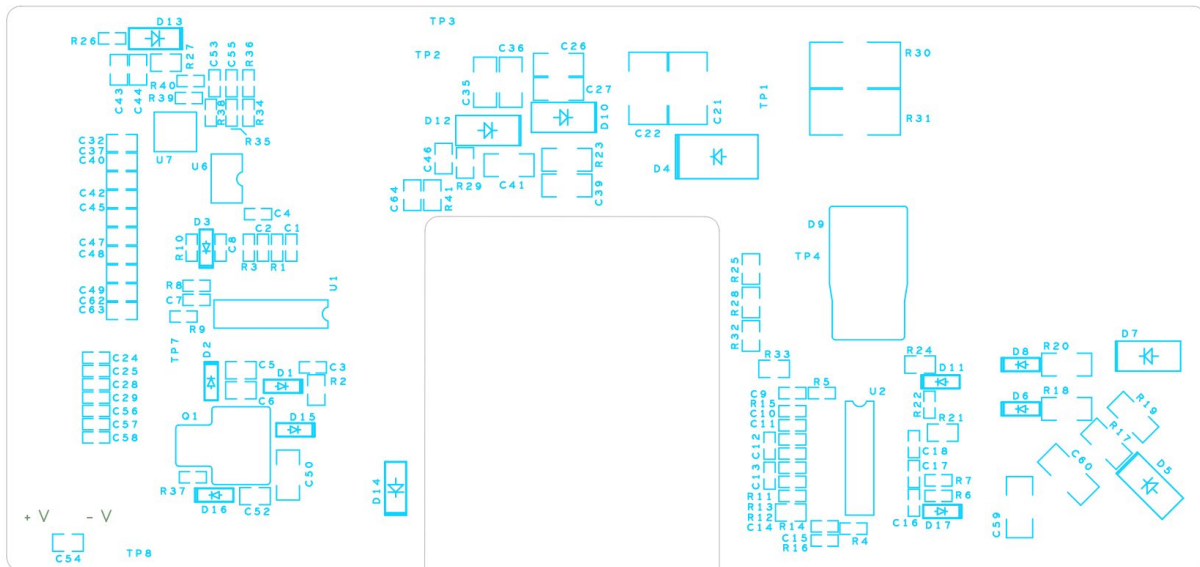 TP3
D13
R26
R27
C53
C55
R36
TP2
C36
C26
R30
R40
R39
C43
C44
C35
C27
C21
TP1
R38
R34
R35
D12
D10
C22
R31
C32
C37
C40
U7
U6
C46
R29
C41
R23
C39
D4
C42
C45
C64
R41
C4
D3
R10
C8
C2
C1
R3
R1
D9
TP4
C47
C48
R25
R8
C7
R9
U1
C49
C62
C63
R28
R32
TP7
D2
C5
C3
R2
D1
C6
R33
R24
D11
D8
R20
D7
C24
C25
C28
C29
C56
C57
C58
Q1
D15
C9
R5
R15
C10
C11
U2
R22
R21
D6
R18
R19
R17
C12
C13
C18
C17
R37
D16
C50
C52
D14
R11
R13
R12
C14
R14
C15
R16
R4
R7
R6
C16
D17
C59
C60
D5
+ V
- V
C54
TP8